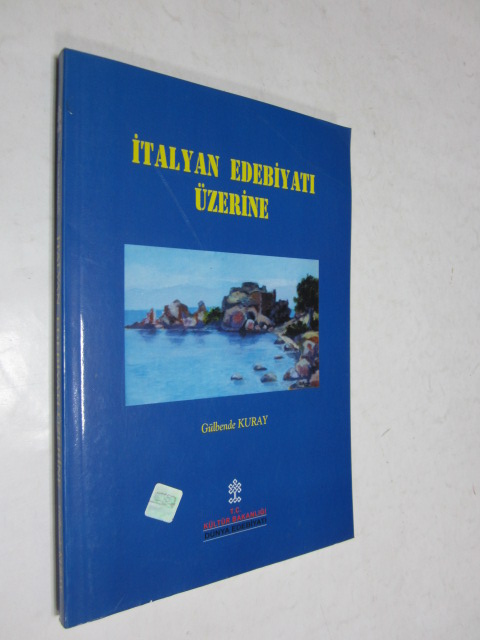 İTALYAN EDEBİYATI
ÜZERİNE
Gülbende KURAY
T.C.
KÜLTÜR BAKANLIĞI
DÜNYA EDEBİYATI